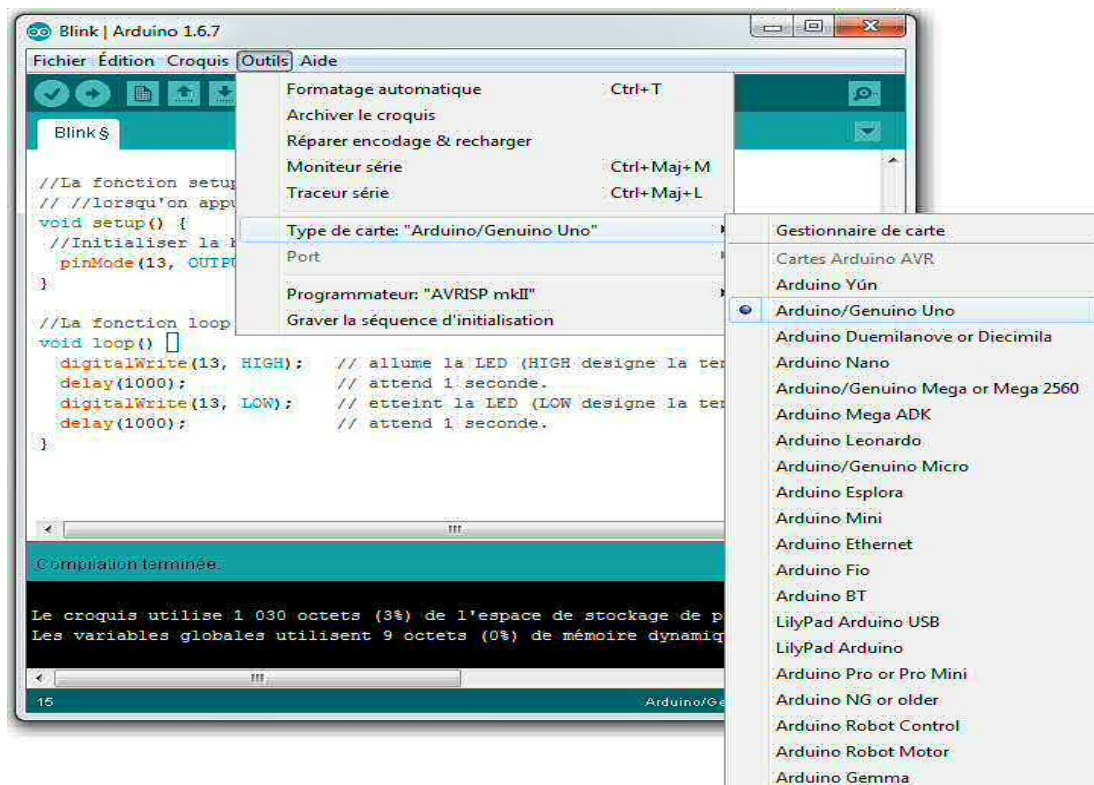 Blink | Arduino 1.6.7
Fichier Édition Croquis Outils Aide
Blink §
Formatage automatique Ctrl+T
Archiver le croquis
Réparer encodage & recharger
Moniteur série Ctrl+Maj+M
Traceur série Ctrl+Maj+L
Type de carte: "Arduino/Genuino Uno"
Port
Programmateur: "AVRISP mkII"
Graver la séquence d'initialisation
Gestionnaire de carte
Cartes Arduino AVR
Arduino Yún
Arduino/Genuino Uno
Arduino Duemilanove or Diecimila
Arduino Nano
Arduino/Genuino Mega or Mega 2560
Arduino Mega ADK
Arduino Leonardo
Arduino/Genuino Micro
Arduino Esplora
Arduino Mini
Arduino Ethernet
Arduino Fio
Arduino BT
LilyPad Arduino USB
LilyPad Arduino
Arduino Pro or Pro Mini
Arduino NG or older
Arduino Robot Control
Arduino Robot Motor
Arduino Gemma
//La fonction setup
// //lorsqu'on appu
void setup() {
//Initialiser la
pinMode(13, OUTPU
}
//La fonction loop
void loop() {
digitalWrite(13, HIGH); // allume la LED (HIGH designe la ten
delay(1000); // attend 1 seconde.
digitalWrite(13, LOW); // etteint la LED (LOW designe la ten
delay(1000); // attend 1 seconde.
}
Compilation terminée.
Le croquis utilise 1 030 octets (3%) de l'espace de stockage de p
Les variables globales utilisent 9 octets (0%) de mémoire dynamiq
15 Arduino/Ge